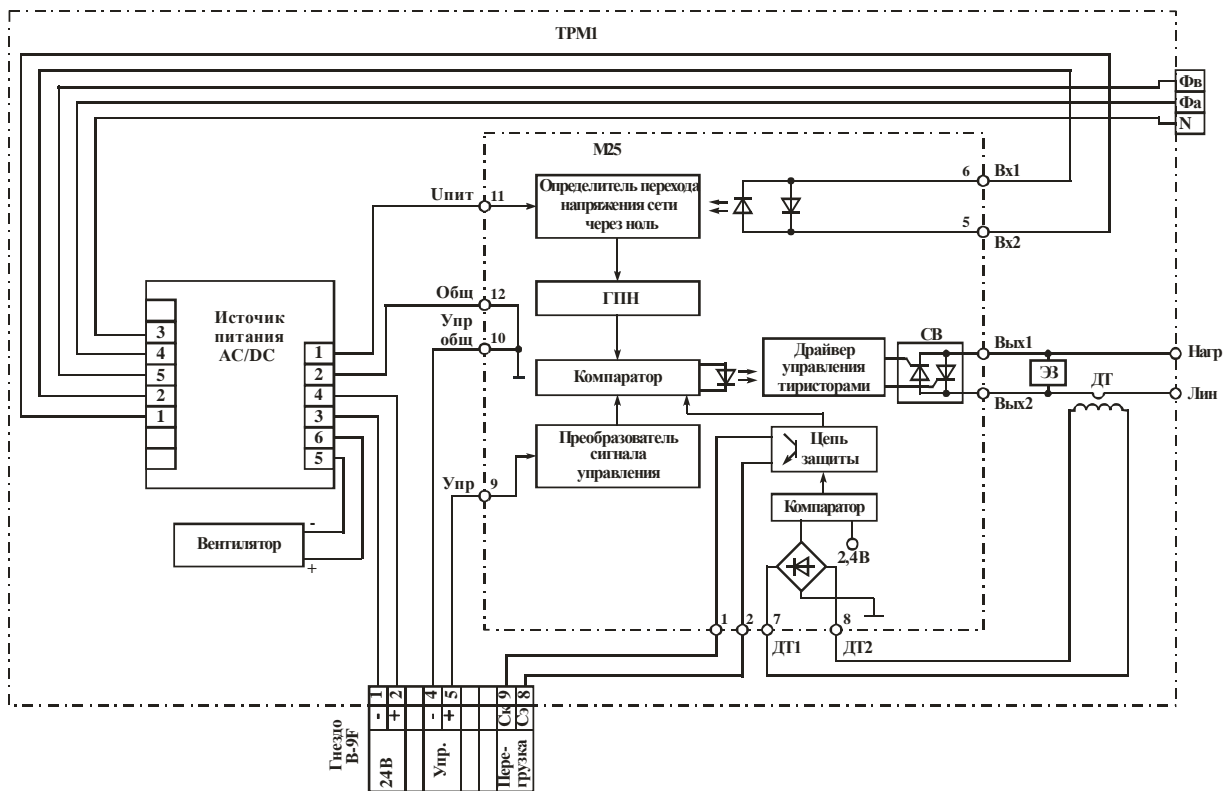 ТРМ1
Фв
Фа
N
М25
6 Вх1
5 Вх2
Uпит 11
Определитель перехода
напряжения сети
через ноль
Общ 12
Упр
общ 10
ГПН
Источник
питания
AC/DC
3
4
5
2
1
1
2
4
3
6
5
Компаратор
Драйвер
управления
тиристорами
СВ
Вых1
Вых2
ЭЗ
ДТ
Нагр
Лин
Преобразователь
сигнала
управления
Упр 9
Цепь
защиты
Компаратор
2,4В
Вентилятор
-
+
1
2
7
8
ДТ1
ДТ2
Гнездо
В-9F
1 2 4 5 9 8
- + - + Ск Сэ
24В
Упр.
Пере-
грузка